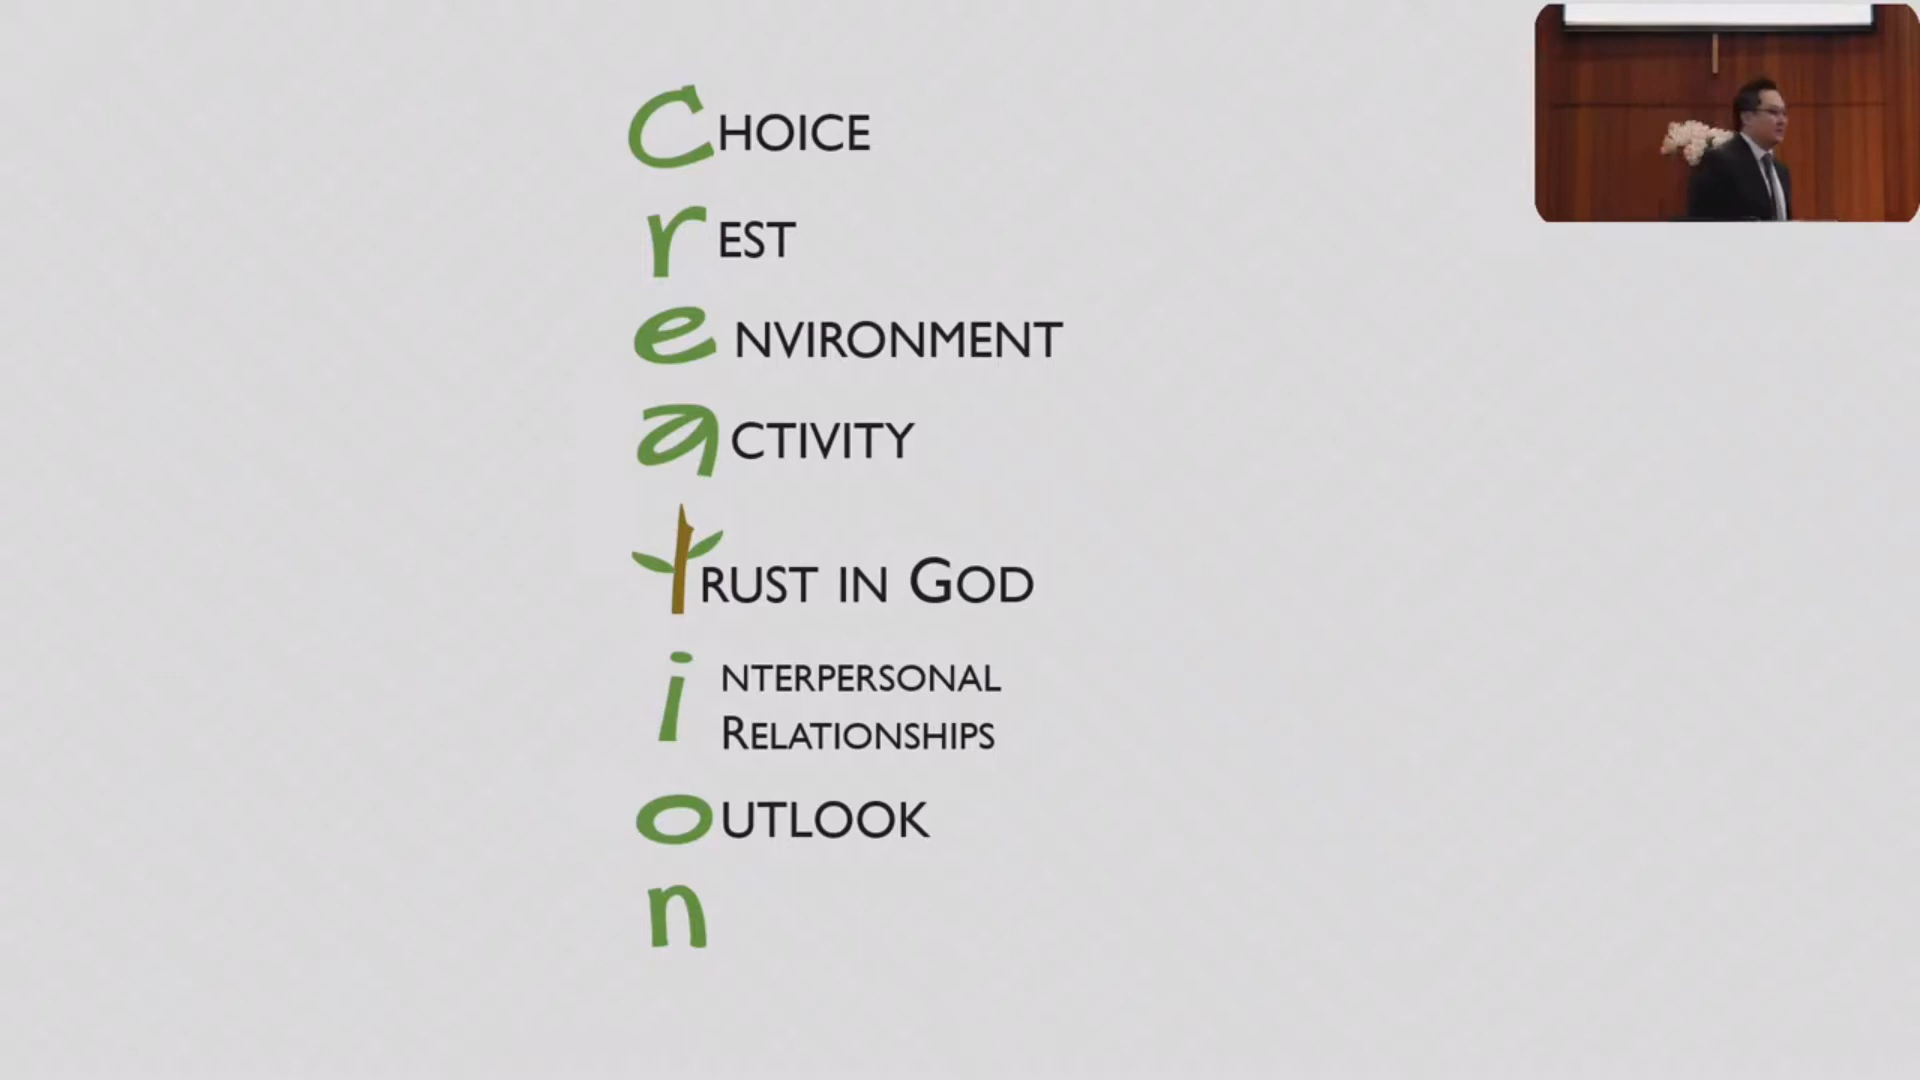 CHOICE
rEST
eNVIRONMENT
aCTIVITY
tRUST IN GOD
iNTERPERSONAL
RELATIONSHIPS
oUTLOOK
n